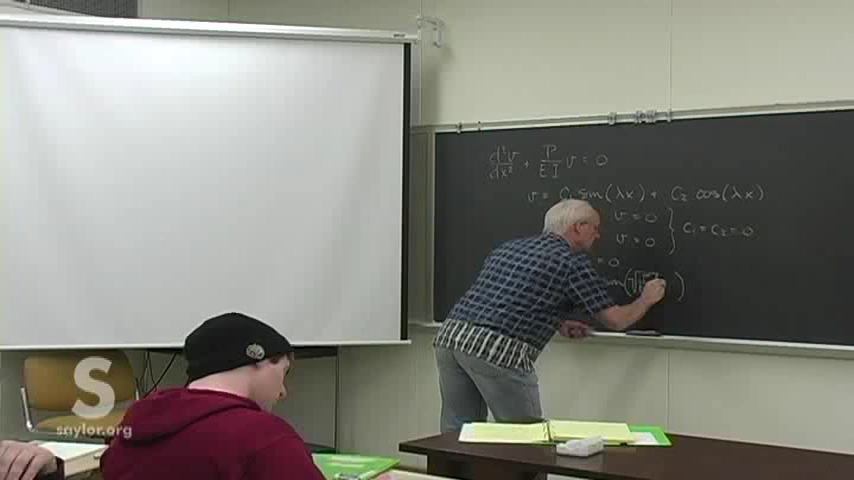 d²v/dx² + P/EI v = 0
v = C₁ sin(λx) + C₂ cos(λx)
v = 0
v = 0 } C₁ = C₂ = 0
= 0
S
saylor.org